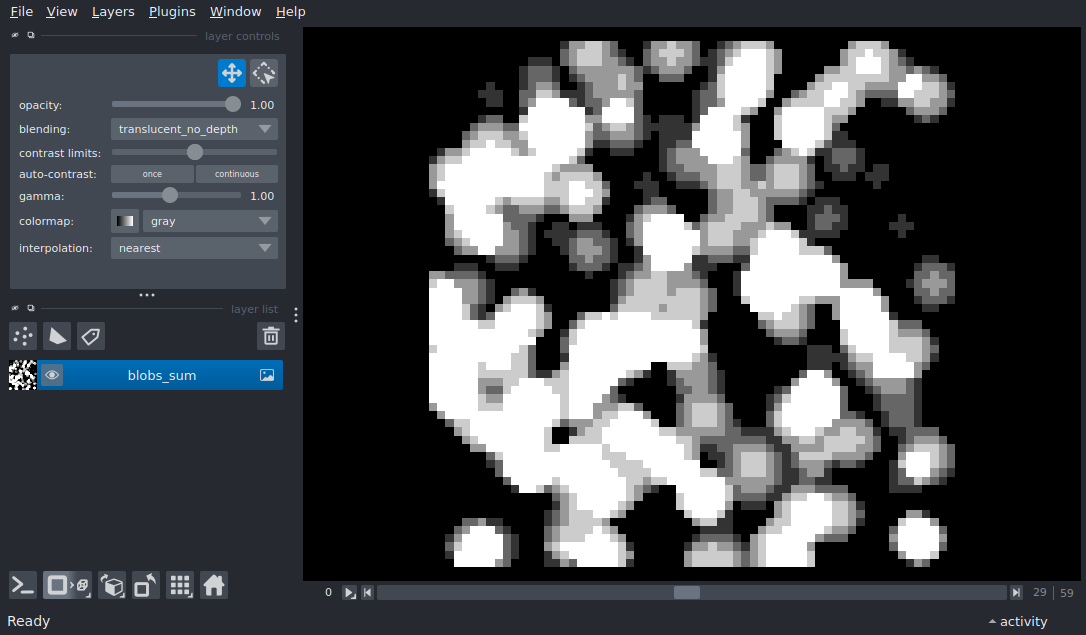 File View Layers Plugins Window Help
layer controls
opacity: 1.00
blending: translucent_no_depth
contrast limits:
auto-contrast: once continuous
gamma: 1.00
colormap: gray
interpolation: nearest
layer list
blobs_sum
0 29 59
Ready activity